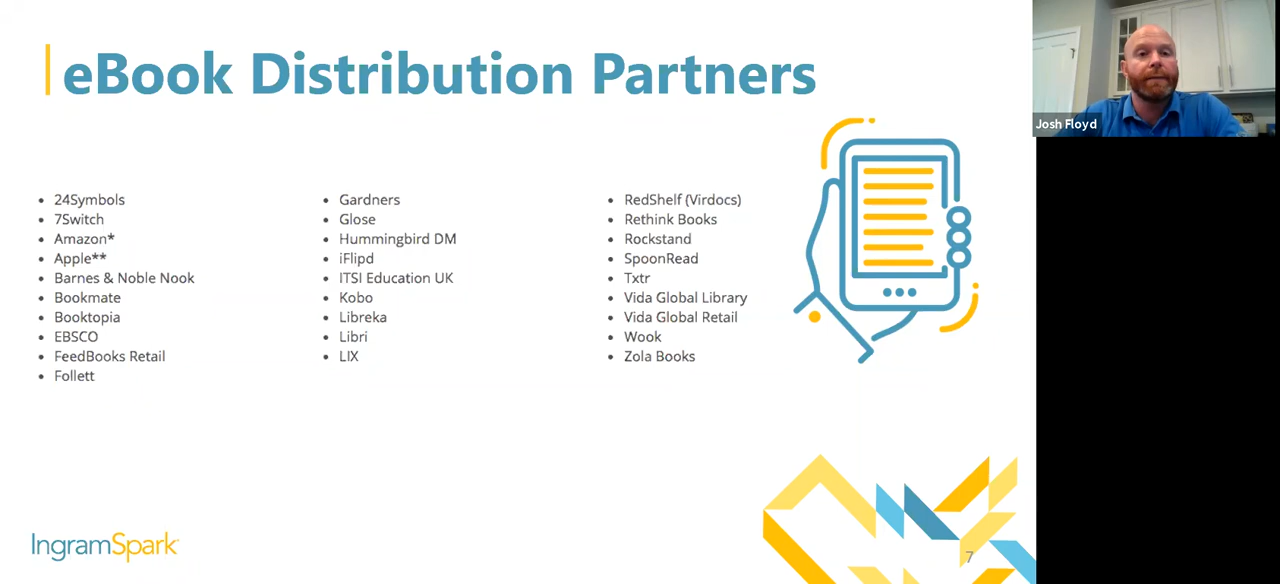 eBook Distribution Partners
24Symbols
7Switch
Amazon*
Apple**
Barnes & Noble Nook
Bookmate
Booktopia
EBSCO
FeedBooks Retail
Follett
Gardners
Glose
Hummingbird DM
iFlipd
ITSI Education UK
Kobo
Libreka
Libri
LIX
RedShelf (Virdocs)
Rethink Books
Rockstand
SpoonRead
Txtr
Vida Global Library
Vida Global Retail
Wook
Zola Books
Josh Floyd
IngramSpark
7